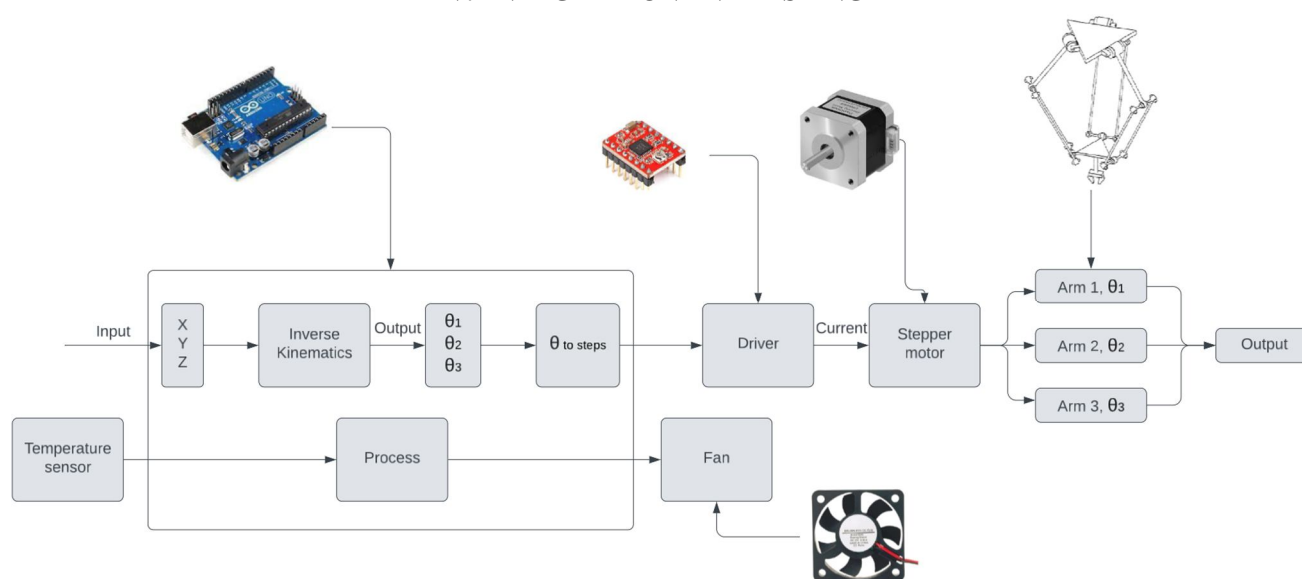 Input
X
Y
Z
Inverse
Kinematics
Output
θ1
θ2
θ3
θ to steps
Driver
Current
Stepper
motor
Arm 1, θ1
Arm 2, θ2
Arm 3, θ3
Output
Temperature
sensor
Process
Fan